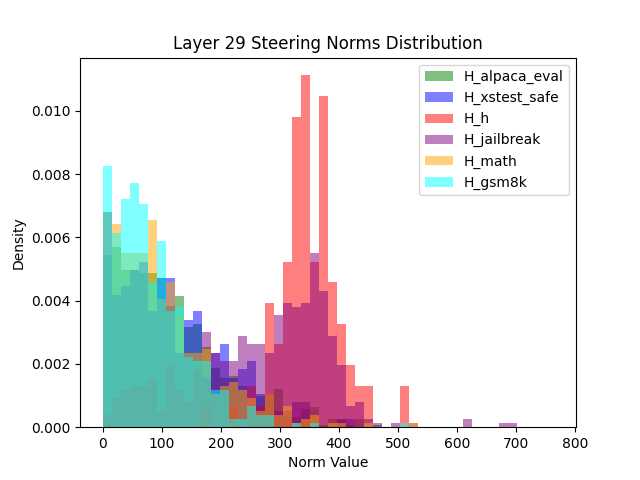 Layer 29 Steering Norms Distribution
H_alpaca_eval
H_xstest_safe
H_h
H_jailbreak
H_math
H_gsm8k
0.010
0.008
0.006
0.004
0.002
0.000
Density
0 100 200 300 400 500 600 700 800
Norm Value